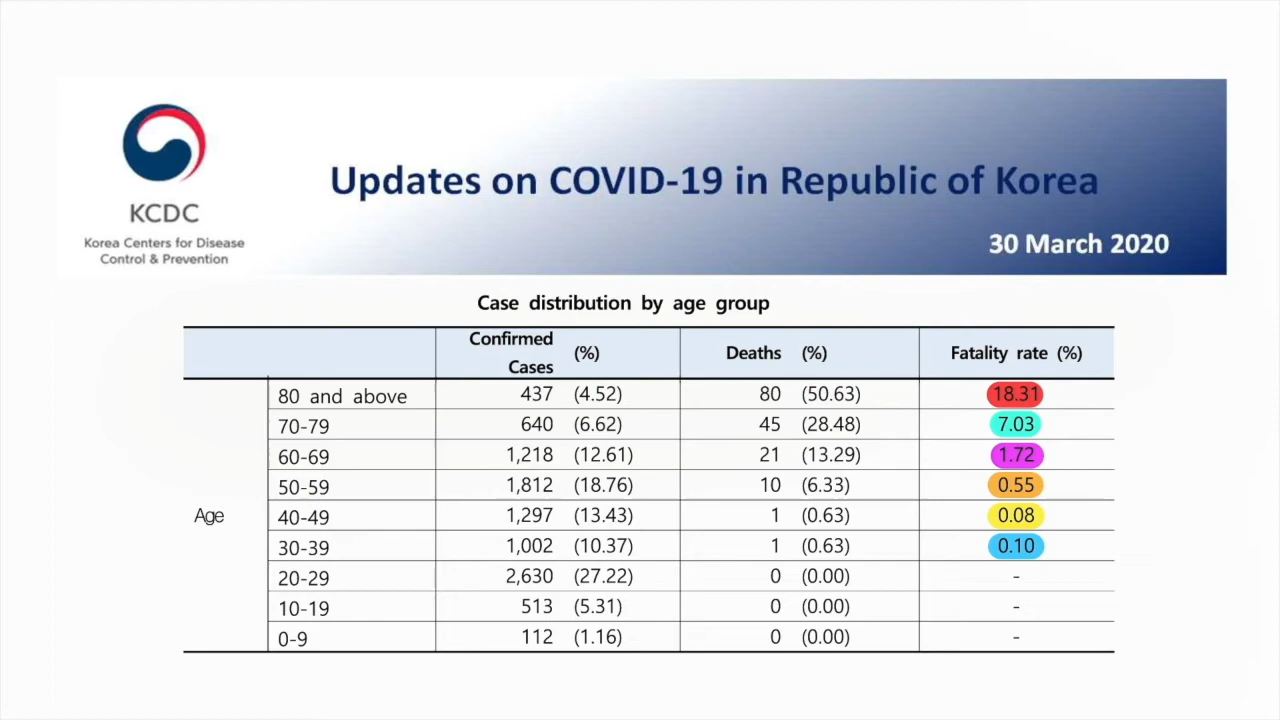 KCDC
Korea Centers for Disease
Control & Prevention
Updates on COVID-19 in Republic of Korea
30 March 2020
Case distribution by age group
Confirmed Cases (%) Deaths (%) Fatality rate (%)
Age
80 and above 437 (4.52) 80 (50.63) 18.31
70-79 640 (6.62) 45 (28.48) 7.03
60-69 1,218 (12.61) 21 (13.29) 1.72
50-59 1,812 (18.76) 10 (6.33) 0.55
40-49 1,297 (13.43) 1 (0.63) 0.08
30-39 1,002 (10.37) 1 (0.63) 0.10
20-29 2,630 (27.22) 0 (0.00) -
10-19 513 (5.31) 0 (0.00) -
0-9 112 (1.16) 0 (0.00) -